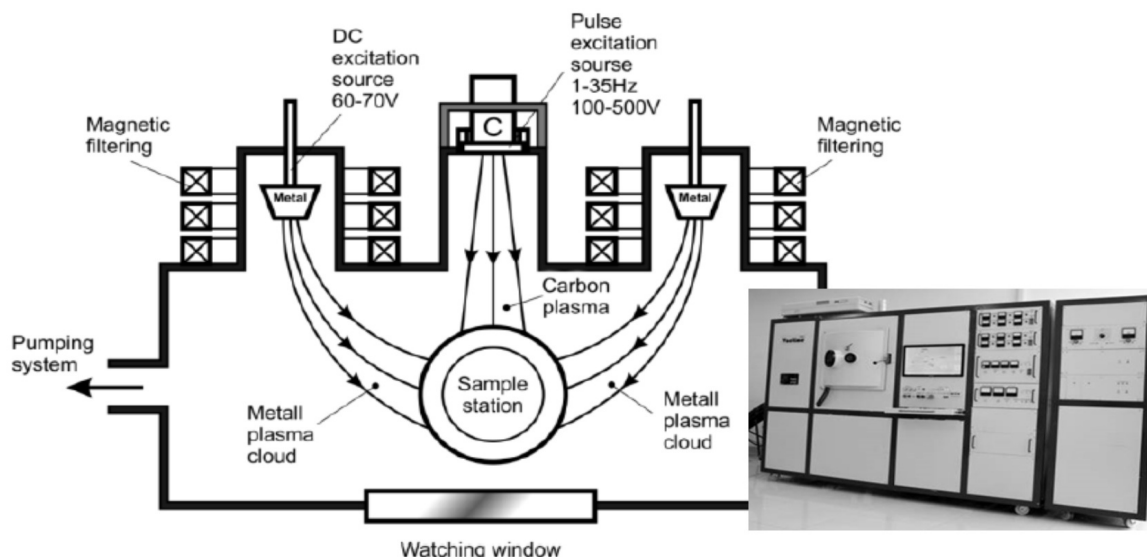 DC
excitation
source
60-70V
Pulse
excitation
sourse
1-35Hz
100-500V
Magnetic
filtering
Magnetic
filtering
C
Metal
Metal
Carbon
plasma
Pumping
system
Sample
station
Metall
plasma
cloud
Metall
plasma
cloud
Watching window